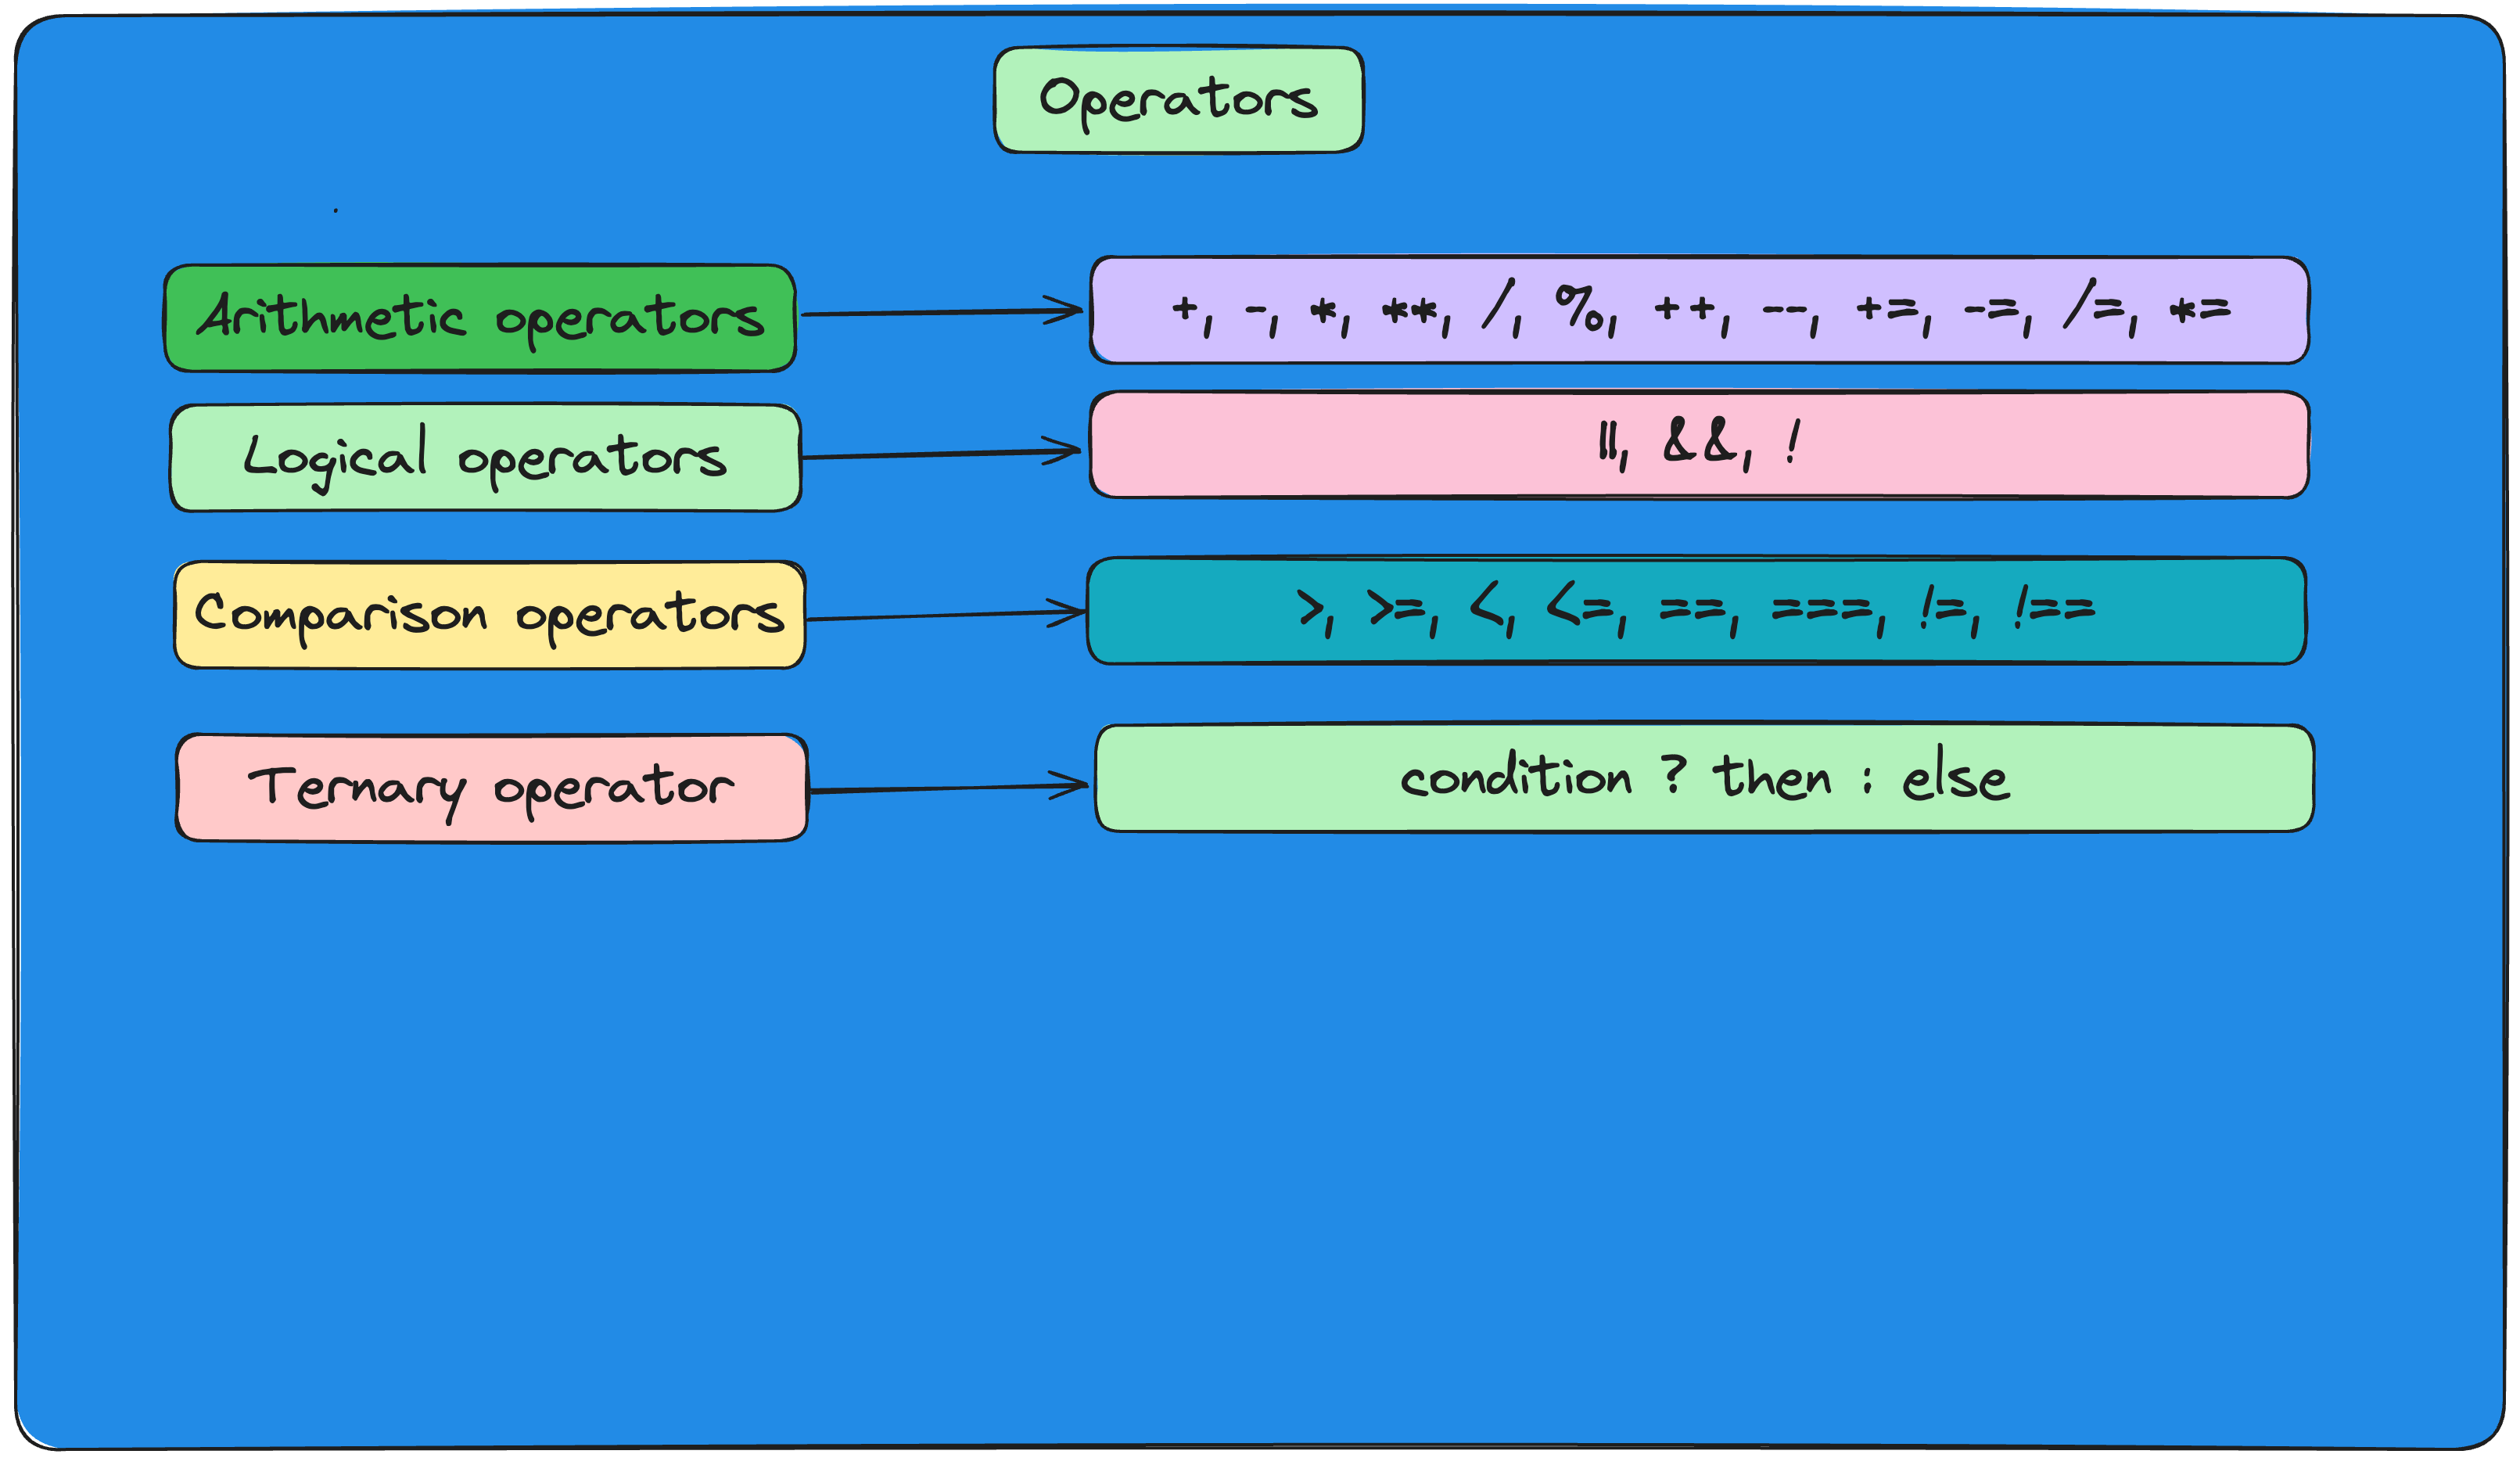 Operators
Arithmetic operators
+, -, *, **, /, %, ++, --, +=, -=, /=, *=
Logical operators
||, &&, !
Comparison operators
>, >=, <, <=, ==, ===, !=, !==
Ternary operator
condition ? then : else